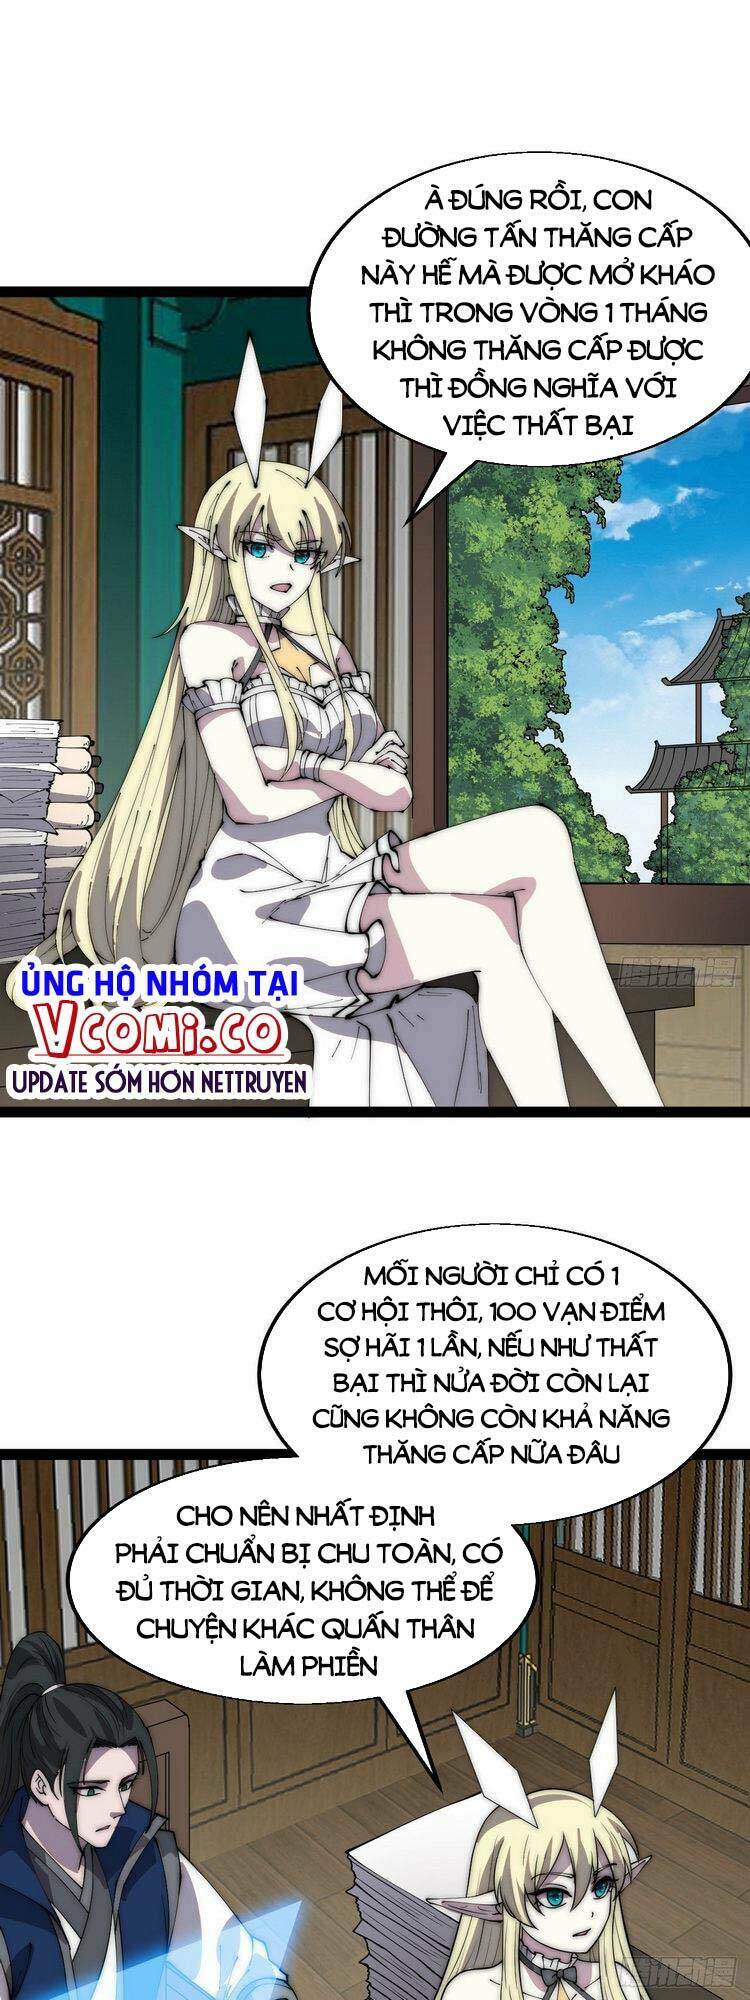 À ĐÚNG RỒI, CON
ĐƯỜNG TẤN THĂNG CẤP
NÀY HỄ MÀ ĐƯỢC MỞ KHÁO
THÌ TRONG VÒNG 1 THÁNG
KHÔNG THĂNG CẤP ĐƯỢC
THÌ ĐỒNG NGHĨA VỚI
VIỆC THẤT BẠI
ỦNG HỘ NHÓM TẠI
VCOMI.CO
UPDATE SỚM HƠN NETTRUYEN
MỖI NGƯỜI CHỈ CÓ 1
CƠ HỘI THÔI, 100 VẠN ĐIỂM
SỢ HÃI 1 LẦN, NẾU NHƯ THẤT
BẠI THÌ NỬA ĐỜI CÒN LẠI
CŨNG KHÔNG CÒN KHẢ NĂNG
THĂNG CẤP NỮA ĐÂU
CHO NÊN NHẤT ĐỊNH
PHẢI CHUẨN BỊ CHU TOÀN, CÓ
ĐỦ THỜI GIAN, KHÔNG THỂ ĐỂ
CHUYỆN KHÁC QUẤN THÂN
LÀM PHIỀN